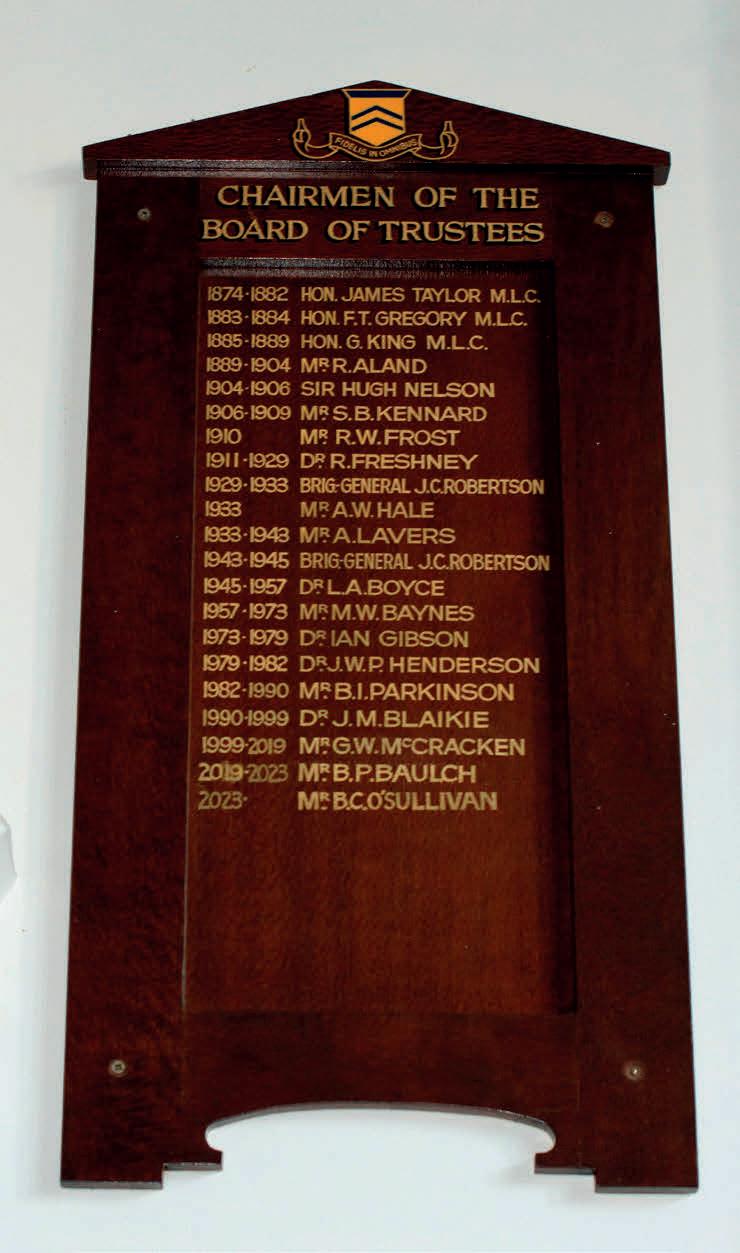 FIDELIS IN OMNIBUS
CHAIRMEN OF THE
BOARD OF TRUSTEES
1874·1882 HON. JAMES TAYLOR M.L.C.
1883·1884 HON. F.T. GREGORY M.L.C.
1885·1889 HON. G. KING M.L.C.
1889·1904 MR. R. ALAND
1904·1906 SIR HUGH NELSON
1906·1909 MR. S.B. KENNARD
1910 MR. R.W. FROST
1911·1929 DR. R. FRESHNEY
1929·1933 BRIG-GENERAL J.C. ROBERTSON
1933 MR. A.W. HALE
1933·1943 MR. A. LAVERS
1943·1945 BRIG-GENERAL J.C. ROBERTSON
1945·1957 DR. L.A. BOYCE
1957·1973 MR. M.W. BAYNES
1973·1979 DR. IAN GIBSON
1979·1982 DR. J.W.P. HENDERSON
1982·1990 MR. B.I. PARKINSON
1990·1999 DR. J.M. BLAIKIE
1999·2019 MR. G.W. McCRACKEN
2019·2023 MR. B.P. BAULCH
2023· MR. B.C. O'SULLIVAN